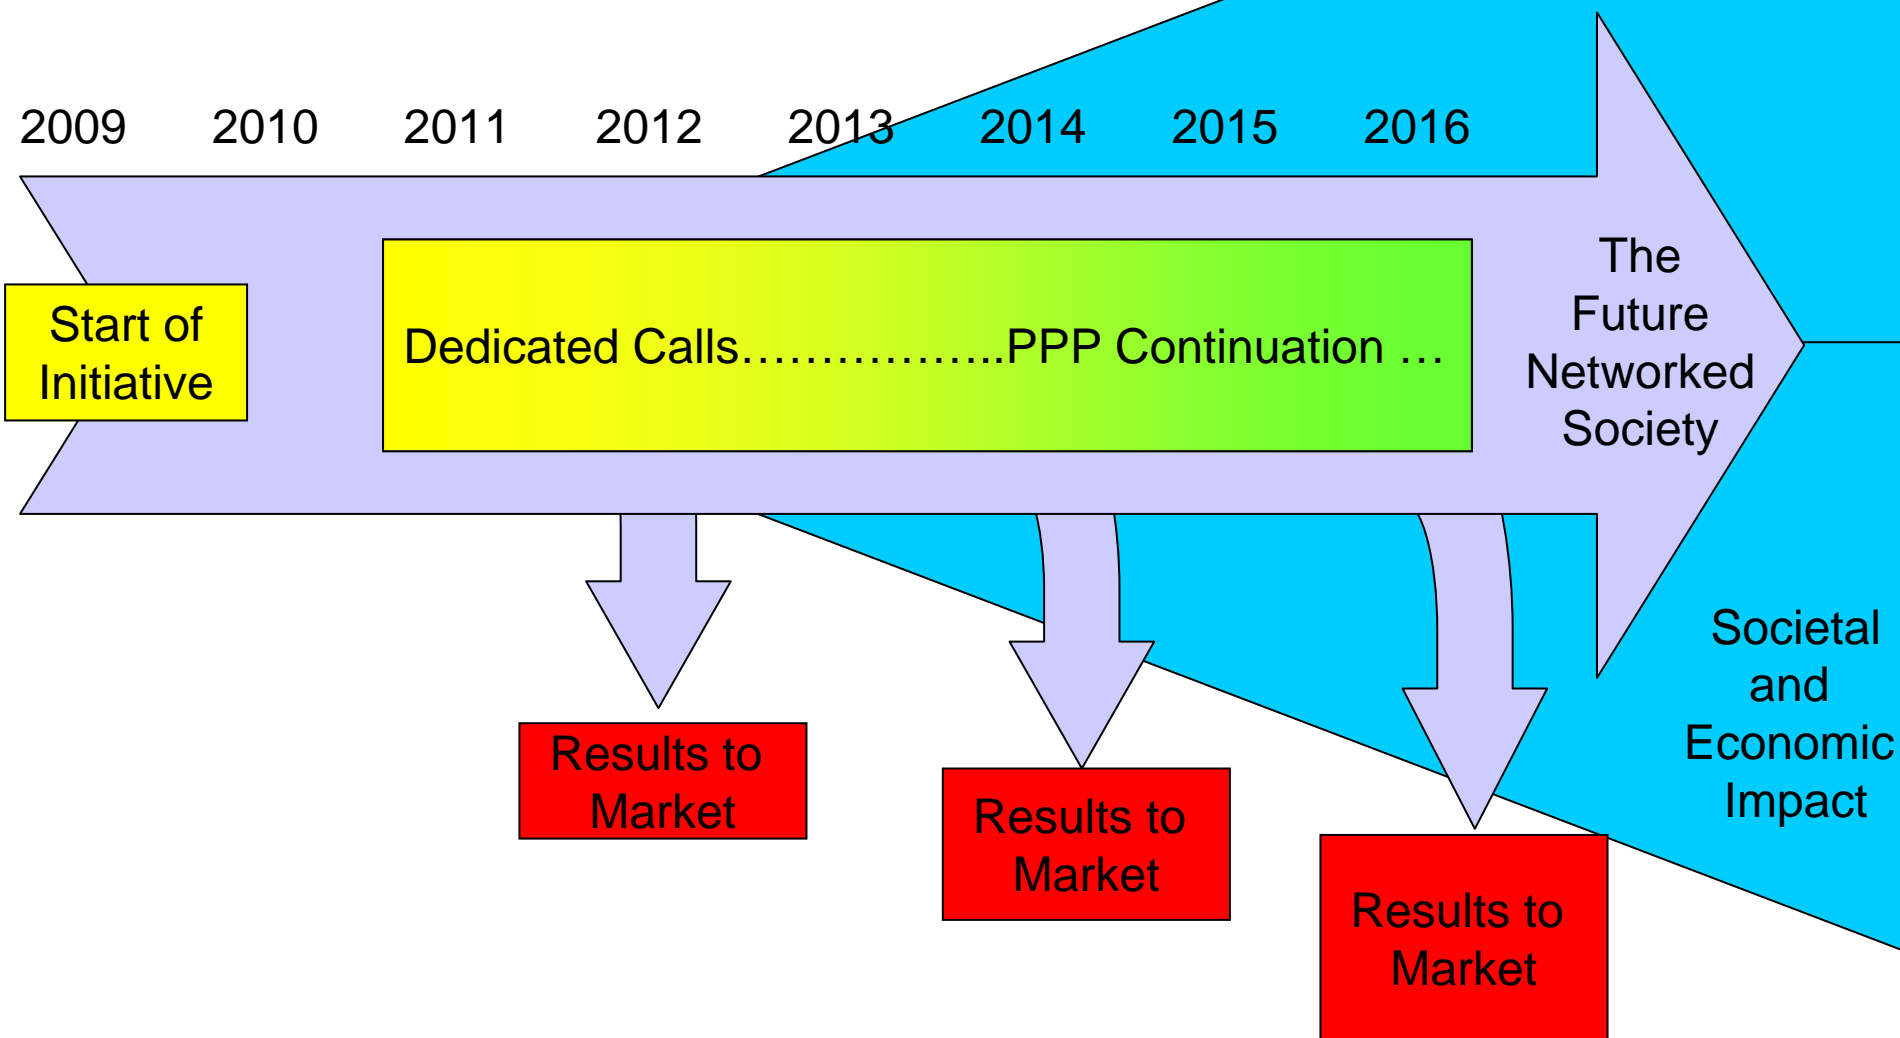 2009 2010 2011 2012 2013 2014 2015 2016
Start of
Initiative
Dedicated Calls……………..PPP Continuation …
The
Future
Networked
Society
Results to
Market
Results to
Market
Results to
Market
Societal
and
Economic
Impact